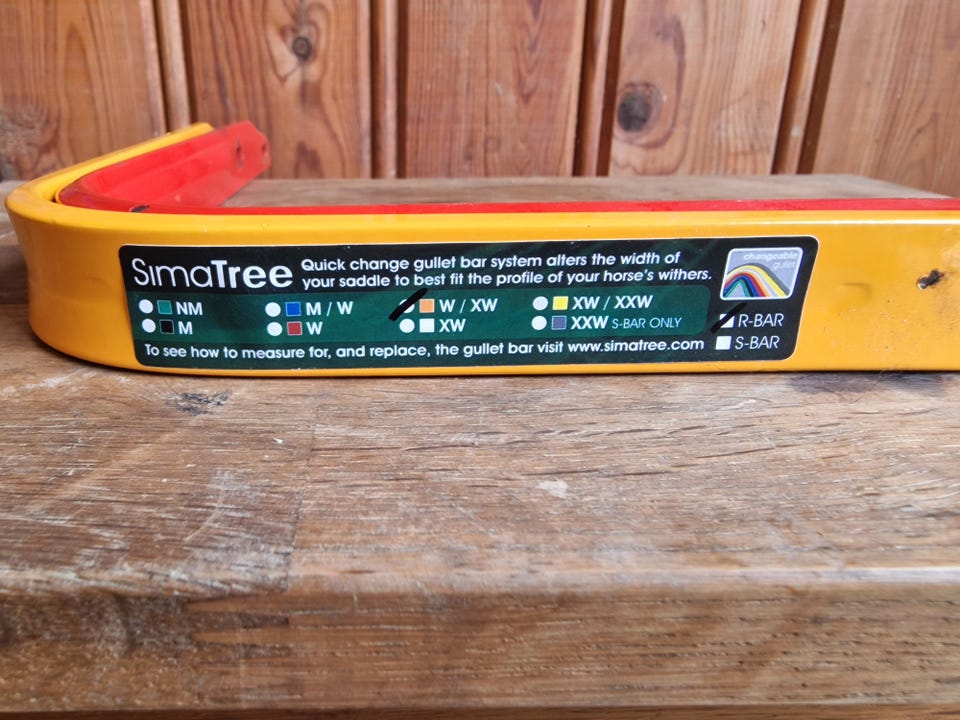 SimaTree
Quick change gullet bar system alters the width of
your saddle to best fit the profile of your horse's withers.
changeable
gullet
NM
M / W
W / XW
XW / XXW
R-BAR
M
W
XW
XXW S-BAR ONLY
S-BAR
To see how to measure for, and replace, the gullet bar visit www.simatree.com